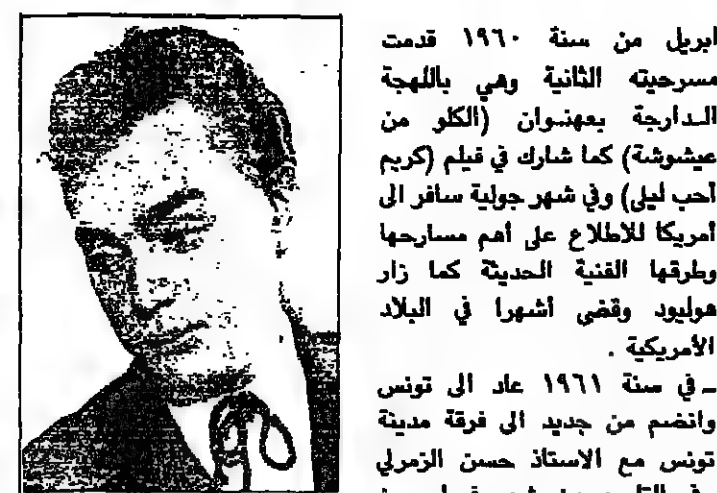 ابريل من سنة ١٩٦٠ قدمت
مسرحيته الثانية وهي باللهجة
الدارجة بعهنوان (الكلو من
عيشوشة) كما شارك في فيلم (كريم
أحب ليلى) وفي شهر جولية سافر الى
أمريكا للاطلاع على أهم مسارحها
وطرقها الفنية الحديثة كما زار
هوليود وقضى أشهرا في البلاد
الأمريكية .
ـ في سنة ١٩٦١ عاد الى تونس
وانضم من جديد الى فرقة مدينة
تونس مع الاستاذ حسن الزمرلي